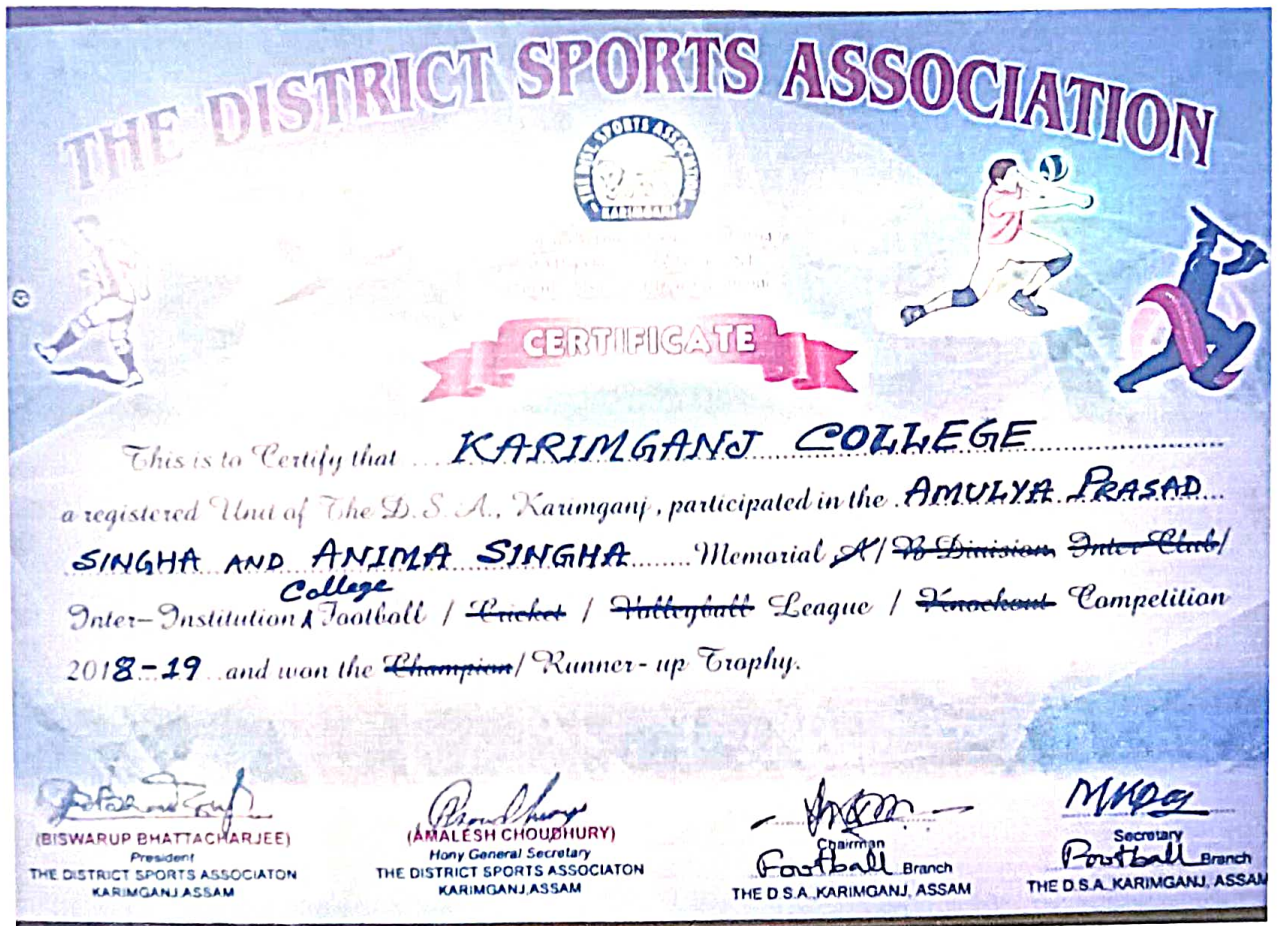 THE DISTRICT SPORTS ASSOCIATION
KARIMGANJ
CERTIFICATE
This is to Certify that KARIMGANJ COLLEGE
a registered Unit of The D. S. A., Karimganj, participated in the AMULYA PRASAD
SINGHA AND ANIMA SINGHA Memorial A/ B Division Inter Club/
College
Inter-Institution Football / Cricket / Volleyball League / Knockout Competition
2018-19 and won the Champion/ Runner-up Trophy.
(BISWARUP BHATTACHARJEE)
President
THE DISTRICT SPORTS ASSOCIATON
KARIMGANJ ASSAM
(AMALESH CHOUDHURY)
Hony General Secretary
THE DISTRICT SPORTS ASSOCIATON
KARIMGANJ, ASSAM
Chairman
Football Branch
THE D.S.A. KARIMGANJ, ASSAM
Secretary
Football Branch
THE D.S.A. KARIMGANJ, ASSAM